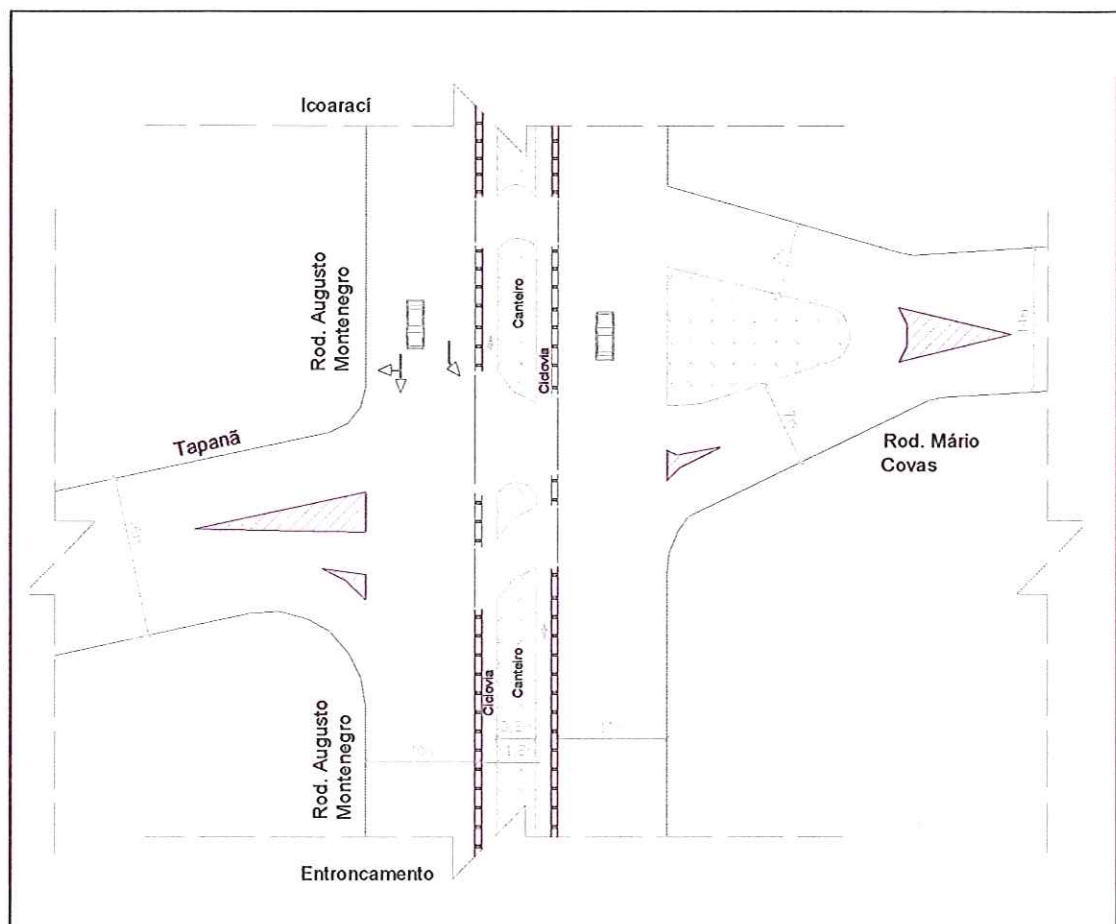 Icoarací
Rod. Augusto
Montenegro
Canteiro
Ciclovia
Tapanã
Rod. Mário
Covas
Ciclovia
Canteiro
Rod. Augusto
Montenegro
Entroncamento